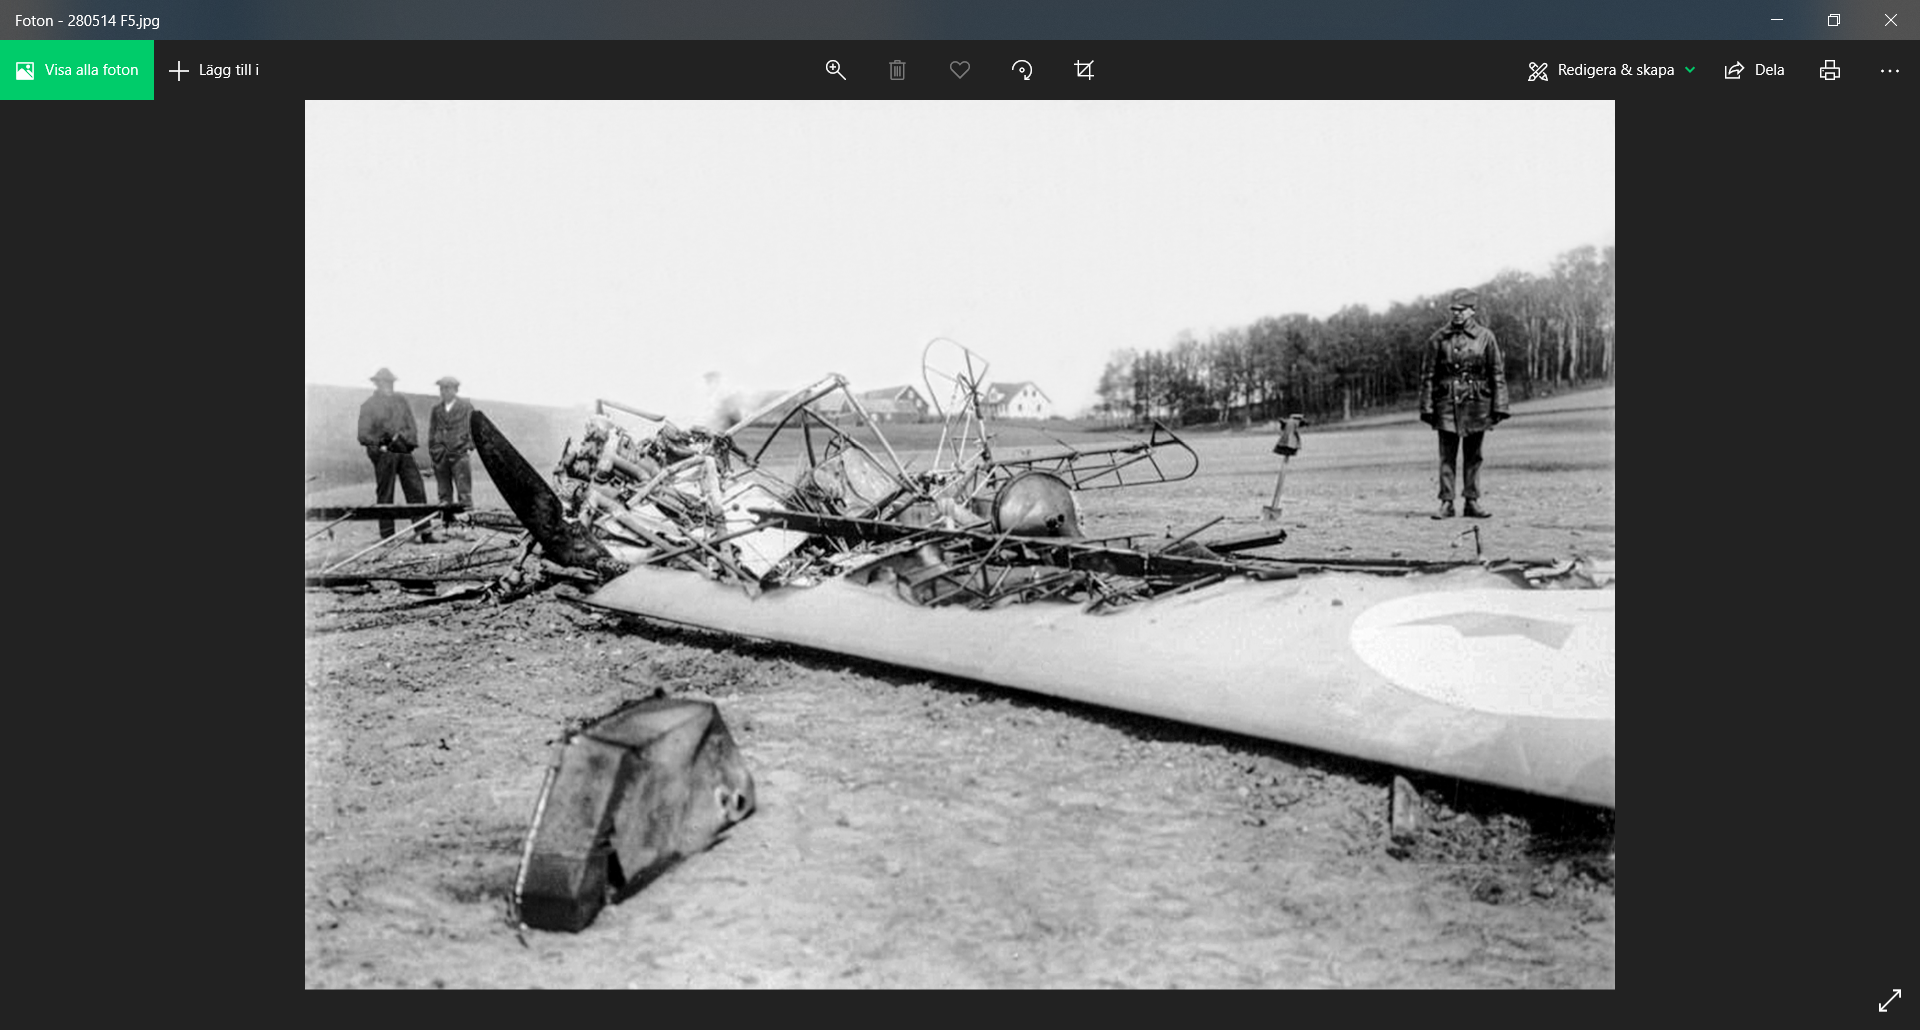 Foton - 280514 F5.jpg
Visa alla foton
Lägg till i
Redigera & skapa
Dela